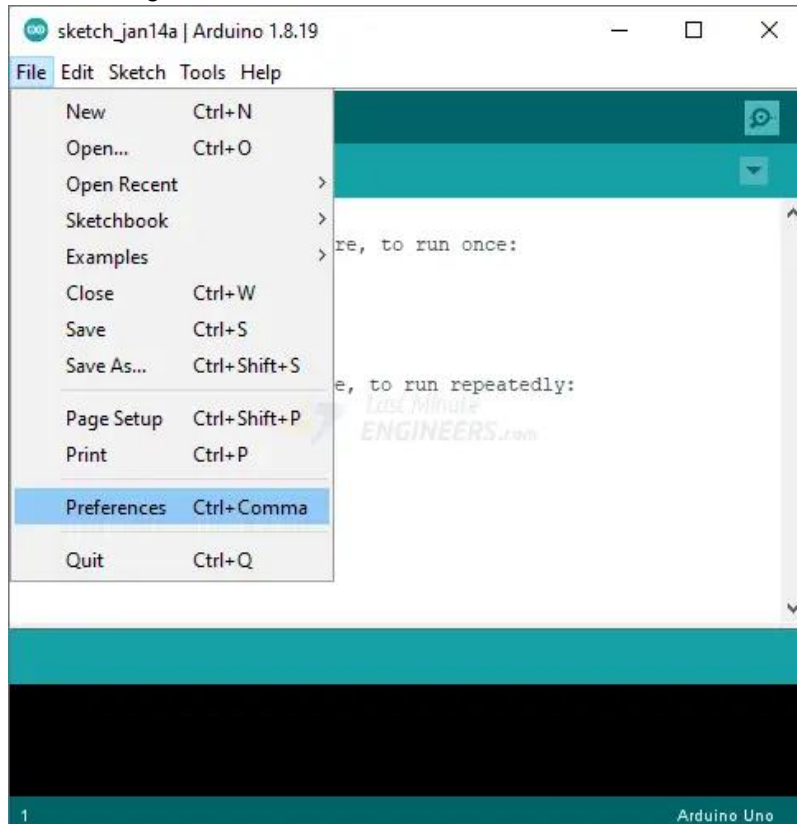 sketch_jan14a | Arduino 1.8.19
File Edit Sketch Tools Help
New Ctrl+N
Open... Ctrl+O
Open Recent
Sketchbook
re, to run once:
Examples
Close Ctrl+W
Save Ctrl+S
Save As... Ctrl+Shift+S
e, to run repeatedly:
Last Minute
ENGINEERS.com
Page Setup Ctrl+Shift+P
Print Ctrl+P
Preferences Ctrl+Comma
Quit Ctrl+Q
1 Arduino Uno